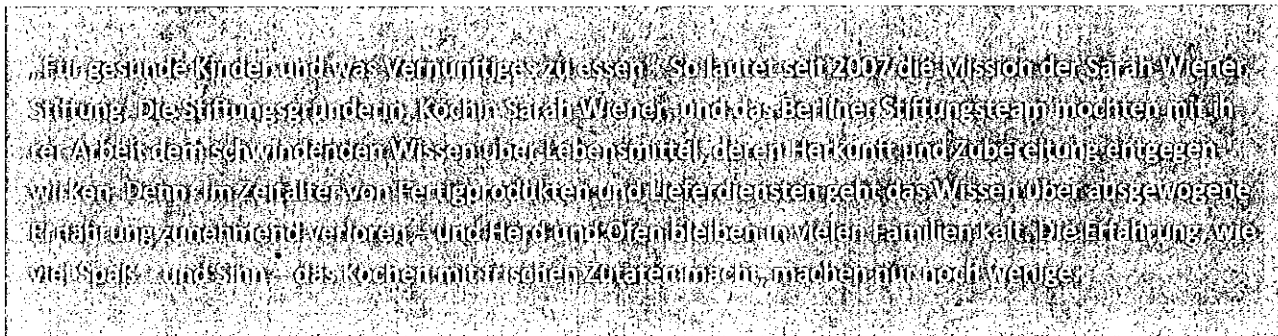 „Für gesunde Kinder und was Vernünftiges zu essen“. So lautet seit 2007 die Mission der Sarah Wiener
Stiftung. Die Stiftungsgründerin, Köchin Sarah Wiener, und das Berliner Stiftungsteam möchten mit ih-
rer Arbeit dem schwindenden Wissen über Lebensmittel, deren Harkunft und Zubereitung entgegen-
wirken. Denn: Im Zeitalter von Fertigprodukten und Lieferdiensten geht das Wissen über ausgewogene
Ernährung zunehmend verloren – und Herd und Ofen bleiben in vielen Familien kalt. Die Erfahrung, wie
viel Spaß – und Sinn – das Kochen mit frischen Zutaten macht, machen nur noch wenige.